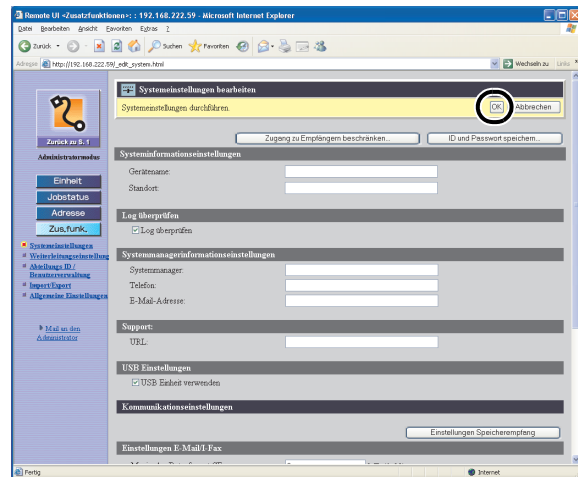 Remote UI <Zusatzfunktionen>: : 192.168.222.59 - Microsoft Internet Explorer
Datei Bearbeiten Ansicht Favoriten Extras ?
Zurück Suchen Favoriten
Adresse http://192.168.222.59/_edit_system.html Wechseln zu Links
Systemeinstellungen bearbeiten
Systemeinstellungen durchführen. OK Abbrechen
Zurück zu S. 1
Zugang zu Empfängern beschränken... ID und Passwort speichern...
Administratormodus
Systeminformationseinstellungen
Gerätename:
Einheit
Standort:
Jobstatus
Adresse
Log überprüfen
Zus.funk.
Log überprüfen
Systemeinstellungen
Weiterleitungseinstellung
Systemmanagerinformationseinstellungen
Abteilungs ID /
Benutzerverwaltung
Systemmanager:
Import/Export
Telefon:
Allgemeine Einstellungen
E-Mail-Adresse:
Mail an den
Administrator
Support:
URL:
USB Einstellungen
USB Einheit verwenden
Kommunikationseinstellungen
Einstellungen Speicherempfang
Einstellungen E-Mail/I-Fax
Fertig Internet